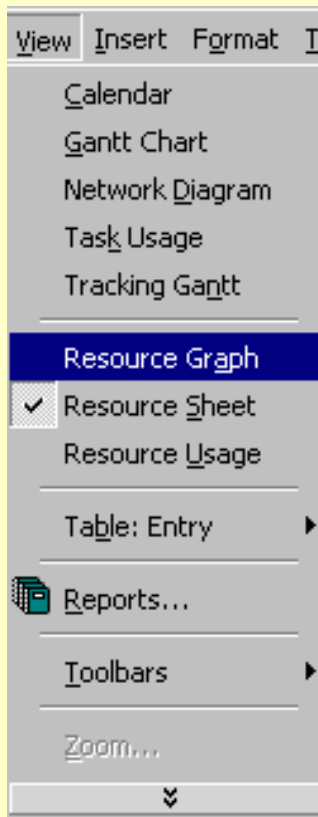 View Insert Format T
Calendar
Gantt Chart
Network Diagram
Task Usage
Tracking Gantt
Resource Graph
Resource Sheet
Resource Usage
Table: Entry
Reports...
Toolbars
Zoom...